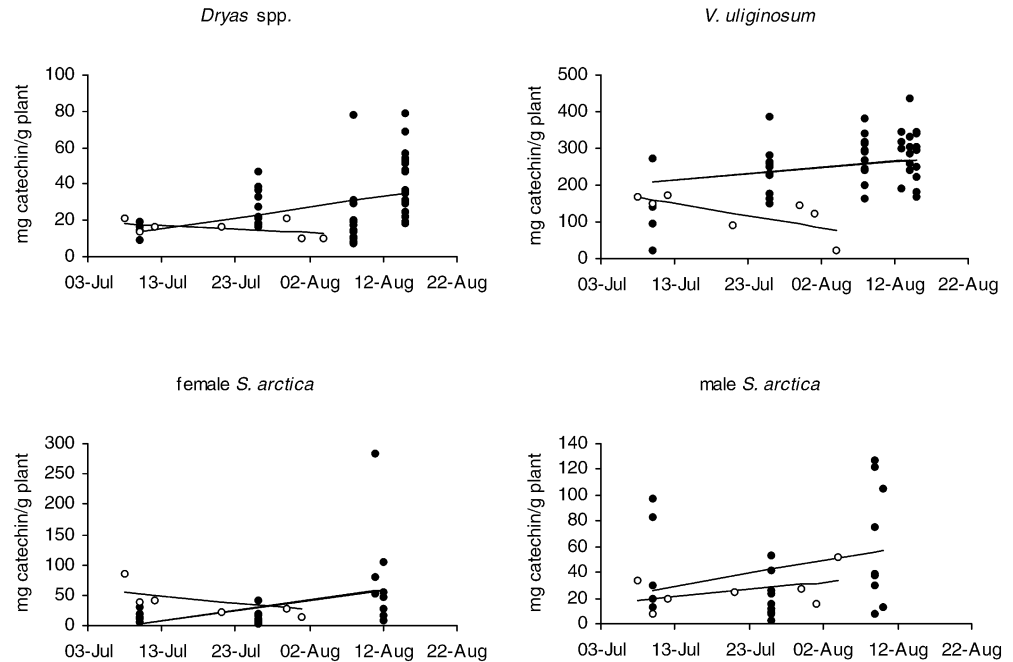 Dryas spp.
mg catechin/g plant
100
80
60
40
20
0
03-Jul 13-Jul 23-Jul 02-Aug 12-Aug 22-Aug
V. uliginosum
mg catechin/g plant
500
400
300
200
100
0
03-Jul 13-Jul 23-Jul 02-Aug 12-Aug 22-Aug
female S. arctica
mg catechin/g plant
300
250
200
150
100
50
0
03-Jul 13-Jul 23-Jul 02-Aug 12-Aug 22-Aug
male S. arctica
mg catechin/g plant
140
120
100
80
60
40
20
0
03-Jul 13-Jul 23-Jul 02-Aug 12-Aug 22-Aug